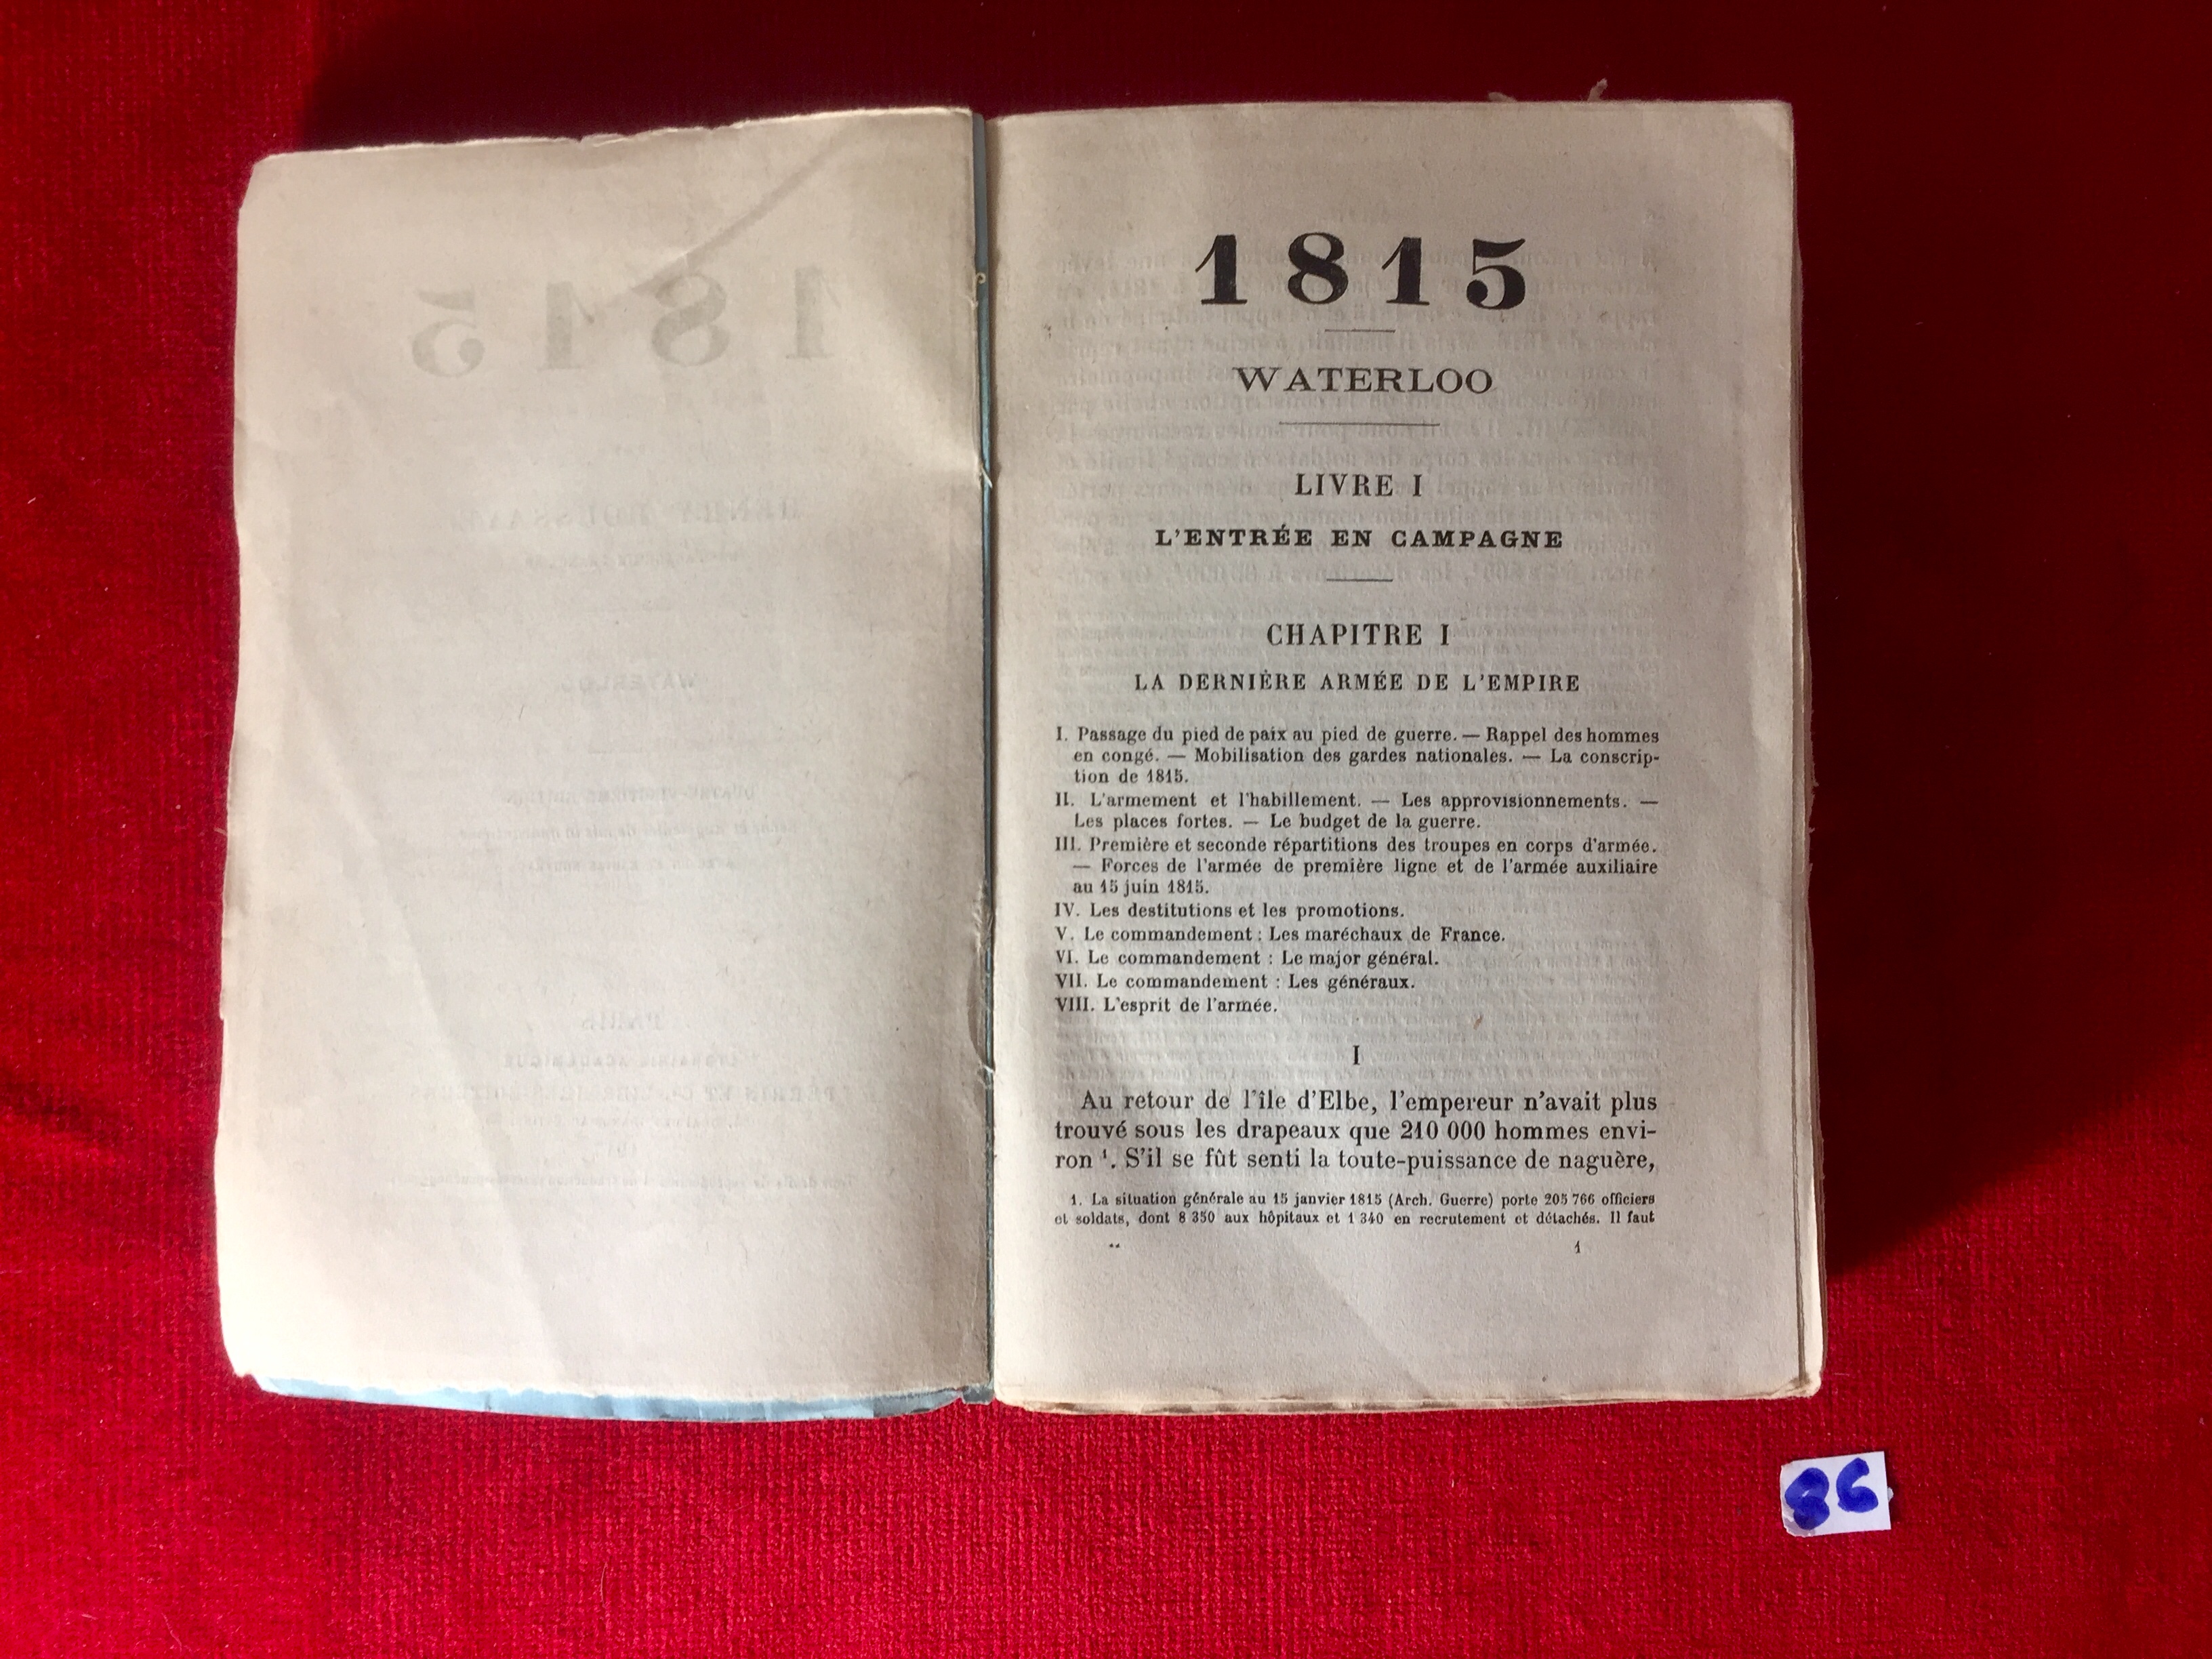 1815
HENRY HOUSSAYE
WATERLOO
PARIS
LIBRAIRIE ACADÉMIQUE
1815
WATERLOO
LIVRE I
L'ENTRÉE EN CAMPAGNE
CHAPITRE I
LA DERNIÈRE ARMÉE DE L'EMPIRE
I. Passage du pied de paix au pied de guerre. — Rappel des hommes
en congé. — Mobilisation des gardes nationales. — La conscrip-
tion de 1815.
II. L'armement et l'habillement. — Les approvisionnements. —
Les places fortes. — Le budget de la guerre.
III. Première et seconde répartitions des troupes en corps d'armée.
— Forces de l'armée de première ligne et de l'armée auxiliaire
au 15 juin 1815.
IV. Les destitutions et les promotions.
V. Le commandement : Les maréchaux de France.
VI. Le commandement : Le major général.
VII. Le commandement : Les généraux.
VIII. L'esprit de l'armée.
I
Au retour de l'île d'Elbe, l'empereur n'avait plus
trouvé sous les drapeaux que 210 000 hommes envi-
ron ¹. S'il se fût senti la toute-puissance de naguère,
1. La situation générale au 15 janvier 1815 (Arch. Guerre) porte 205 766 officiers
et soldats, dont 8 350 aux hôpitaux et 1 340 en recrutement et détachés. Il faut
** 1
86